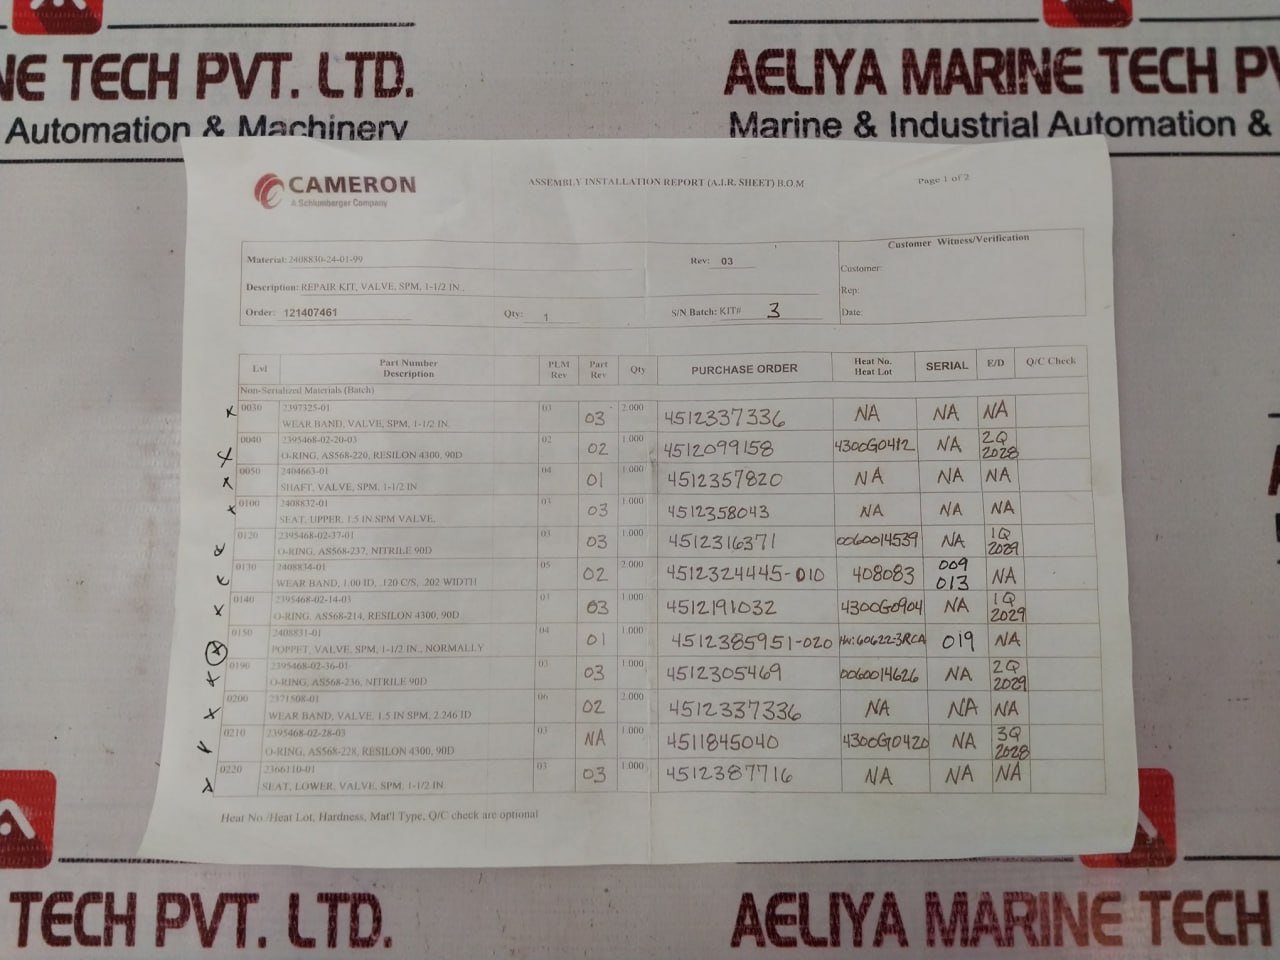 NE TECH PVT. LTD.
Automation & Machinery
AELIYA MARINE TECH PV
Marine & Industrial Automation &
CAMERON
A Schlumberger Company
ASSEMBLY INSTALLATION REPORT (A.I.R. SHEET) B.O.M
Page 1 of 2
Material: 2408830-24-01-99
Rev: 03
Description: REPAIR KIT, VALVE, SPM, 1-1/2 IN.,
Order: 121407461
Qty: 1
S/N Batch: KIT# 3
Customer Witness/Verification
Customer:
Rep:
Date:
Lvl Part Number PLM Part Qty PURCHASE ORDER Heat No. SERIAL E/D Q/C Check
Description Rev Rev Heat Lot
Non-Serialized Materials (Batch)
x 0030 2397325-01 03 03 2.000 4512337336 NA NA NA
WEAR BAND, VALVE, SPM, 1-1/2 IN.
x 0040 2395468-02-20-03 02 02 1.000 4512099158 4300G0412 NA 2Q
O-RING, AS568-220, RESILON 4300, 90D 2028
x 0050 2404663-01 04 01 1.000 4512357820 NA NA NA
SHAFT, VALVE, SPM, 1-1/2 IN
x 0100 2408832-01 03 03 1.000 4512358043 NA NA NA
SEAT, UPPER, 1.5 IN.SPM VALVE.
x 0120 2395468-02-37-01 03 03 1.000 4512316371 0060014539 NA 1Q
O-RING, AS568-237, NITRILE 90D 2029
x 0130 2408834-01 05 02 2.000 4512324445-010 408083 009 NA
WEAR BAND, 1.00 ID, .120 C/S, .202 WIDTH 013
x 0140 2395468-02-14-03 03 03 1.000 4512191032 4300G0904 NA 1Q
O-RING, AS568-214, RESILON 4300, 90D 2029
x 0150 2408831-01 04 01 1.000 4512385951-020 HW:60622-3RCA 019 NA
POPPET, VALVE, SPM, 1-1/2 IN., NORMALLY
x 0190 2395468-02-36-01 03 03 1.000 4512305469 0060014626 NA 2Q
O-RING, AS568-236, NITRILE 90D 2029
x 0200 2371508-01 06 02 2.000 4512337336 NA NA NA
WEAR BAND, VALVE, 1.5 IN SPM, 2.246 ID
x 0210 2395468-02-28-03 03 NA 1.000 4511845040 4300G0420 NA 3Q
O-RING, AS568-228, RESILON 4300, 90D 2028
x 0220 2366110-01 03 03 1.000 4512387716 NA NA NA
SEAT, LOWER, VALVE, SPM, 1-1/2 IN
Heat No./Heat Lot, Hardness, Mat'l Type, Q/C check are optional
TECH PVT. LTD.
AELIYA MARINE TECH